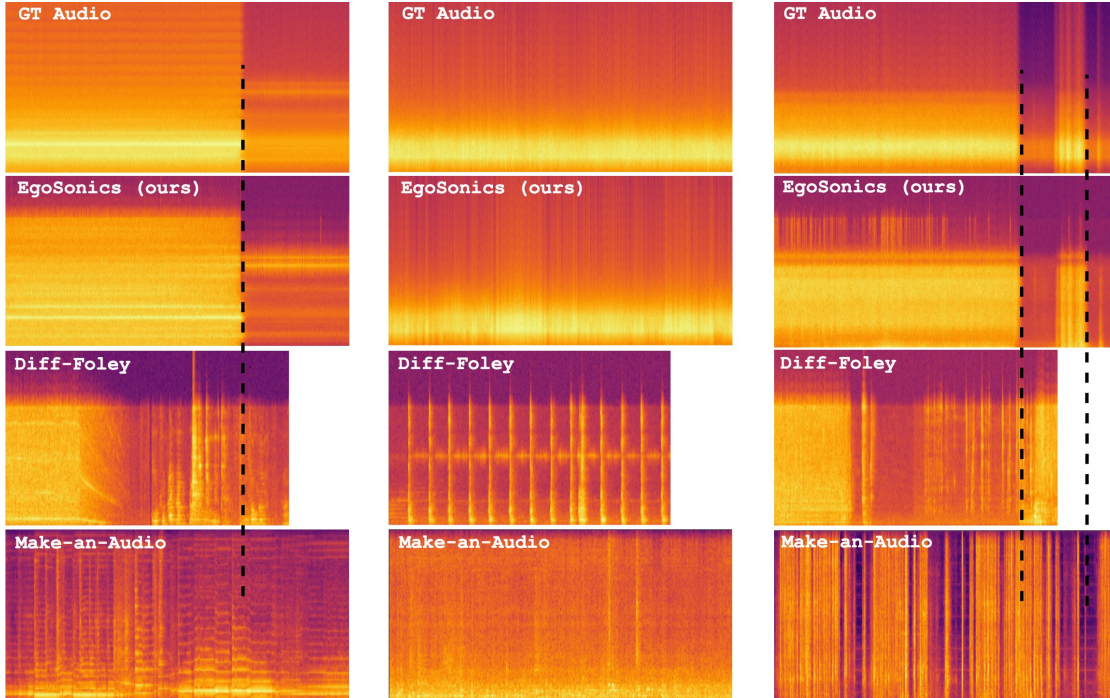 GT Audio
GT Audio
GT Audio
EgoSonics (ours)
EgoSonics (ours)
EgoSonics (ours)
Diff-Foley
Diff-Foley
Diff-Foley
Make-an-Audio
Make-an-Audio
Make-an-Audio